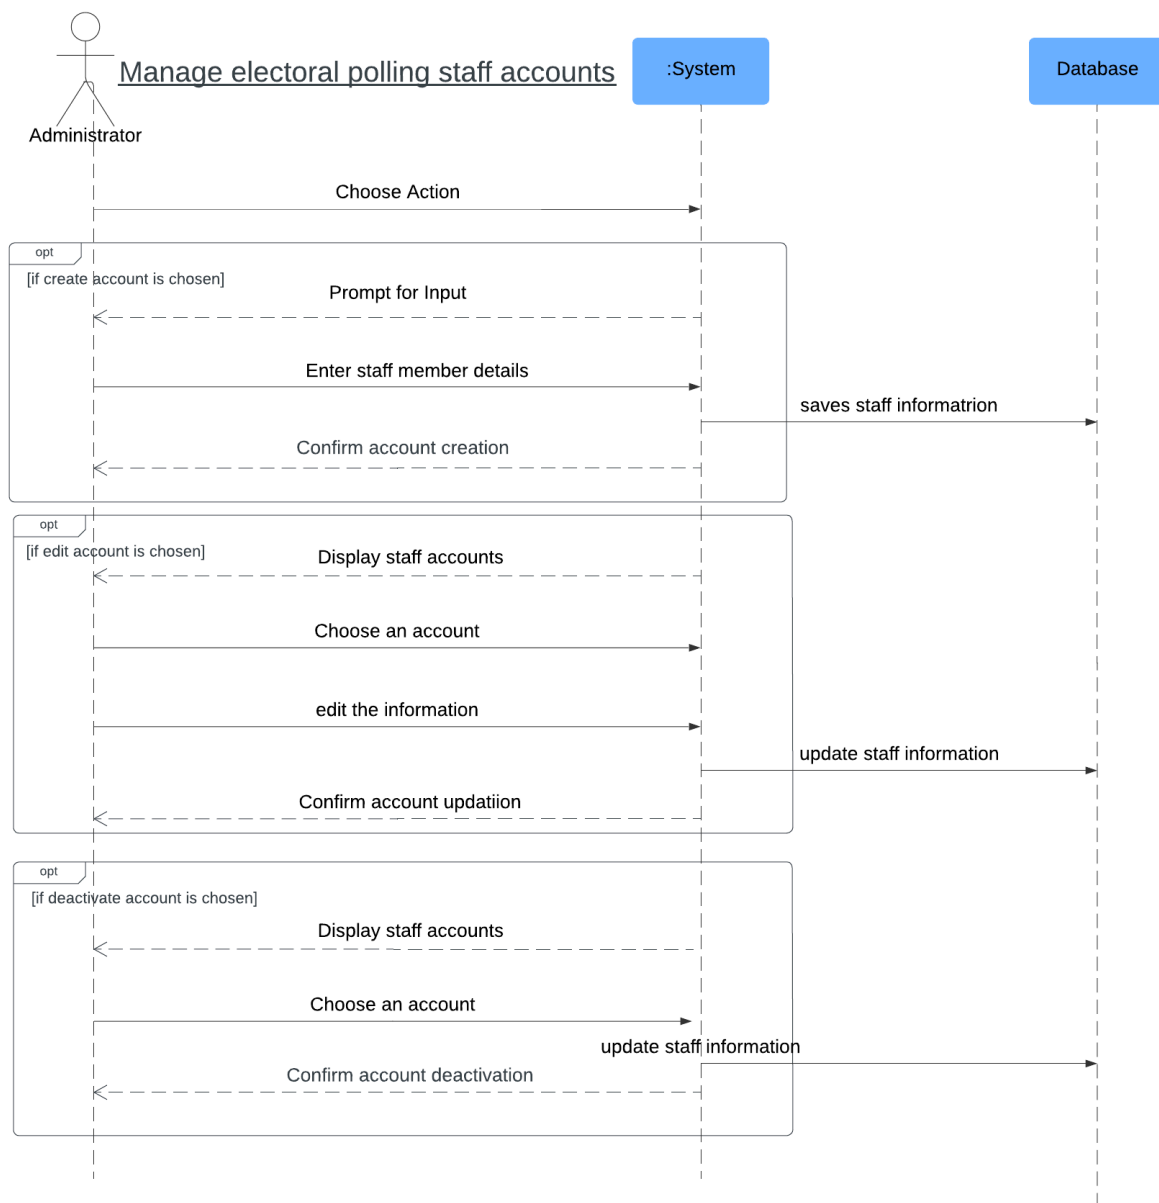 Manage electoral polling staff accounts
:System
Database
Administrator
Choose Action
opt
[if create account is chosen]
Prompt for Input
Enter staff member details
saves staff informatrion
Confirm account creation
opt
[if edit account is chosen]
Display staff accounts
Choose an account
edit the information
update staff information
Confirm account updatiion
opt
[if deactivate account is chosen]
Display staff accounts
Choose an account
update staff information
Confirm account deactivation